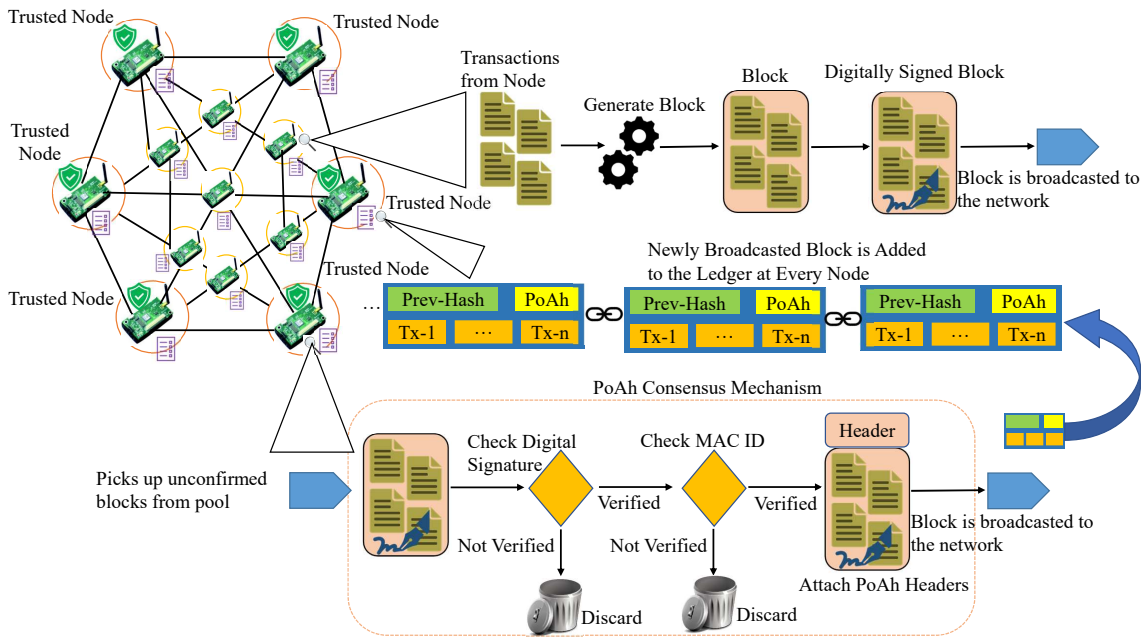 Trusted Node
Trusted Node
Trusted
Node
Trusted Node
Trusted Node
Trusted Node
Transactions
from Node
Generate Block
Block
Digitally Signed Block
Block is broadcasted to
the network
Newly Broadcasted Block is Added
to the Ledger at Every Node
...
Prev-Hash
PoAh
Tx-1
...
Tx-n
Prev-Hash
PoAh
Tx-1
...
Tx-n
Prev-Hash
PoAh
Tx-1
...
Tx-n
PoAh Consensus Mechanism
Picks up unconfirmed
blocks from pool
Check Digital
Signature
Verified
Not Verified
Discard
Check MAC ID
Verified
Not Verified
Discard
Header
Attach PoAh Headers
Block is broadcasted to
the network